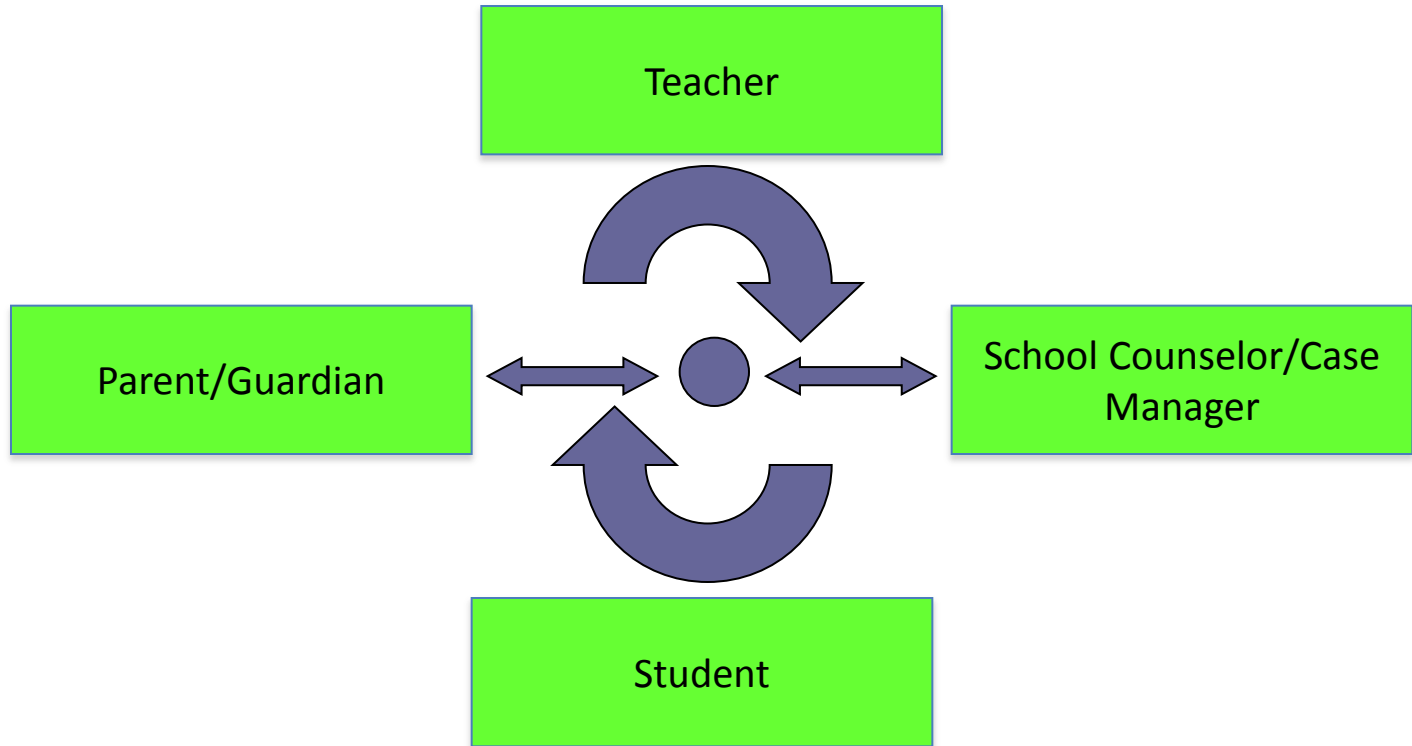 Teacher
Parent/Guardian
School Counselor/Case
Manager
Student